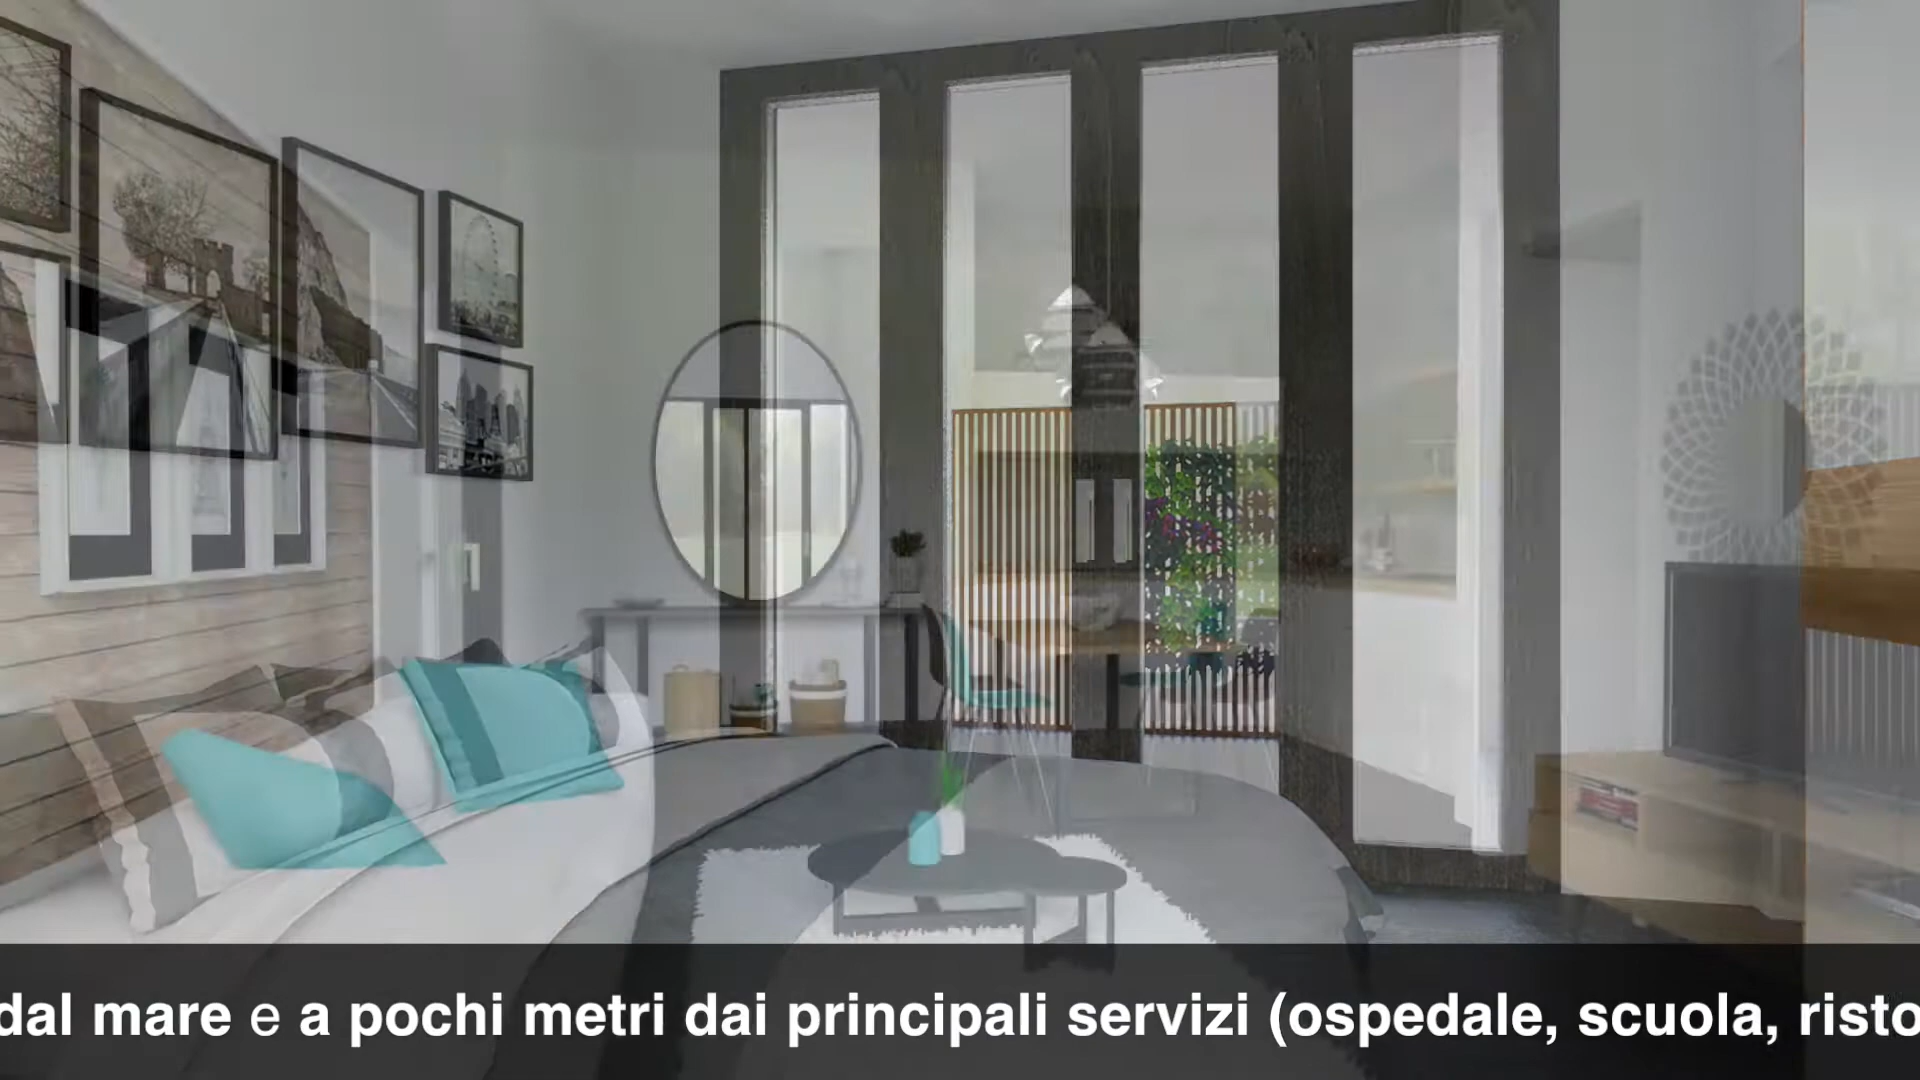 dal mare e a pochi metri dai principali servizi (ospedale, scuola, risto